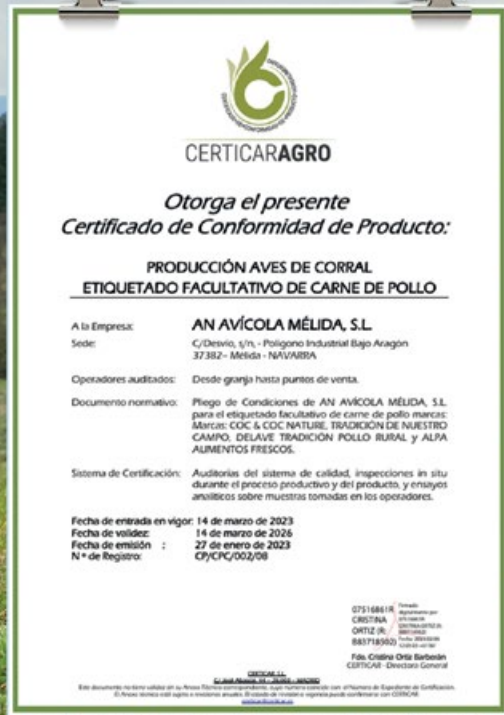 CERTICARAGRO
Otorga el presente
Certificado de Conformidad de Producto:
PRODUCCIÓN AVES DE CORRAL
ETIQUETADO FACULTATIVO DE CARNE DE POLLO
A la Empresa: AN AVÍCOLA MÉLIDA, S.L.
Sede: C/Desvío, s/n, - Polígono Industrial Bajo Aragón
37382- Mélida - NAVARRA
Operadores auditados: Desde granja hasta puntos de venta.
Documento normativo: Pliego de Condiciones de AN AVÍCOLA MÉLIDA, S.L.
para el etiquetado facultativo de carne de pollo marcas:
Marcas: COC & COC NATURE, TRADICIÓN DE NUESTRO
CAMPO, DELAVE TRADICIÓN POLLO RURAL y ALPA
ALIMENTOS FRESCOS.
Sistema de Certificación: Auditorías del sistema de calidad, inspecciones in situ
durante el proceso productivo y del producto, y ensayos
analíticos sobre muestras tomadas en los operadores.
Fecha de entrada en vigor: 14 de marzo de 2023
Fecha de validez: 14 de marzo de 2026
Fecha de emisión : 27 de enero de 2023
N º de Registro: CP/CPC/002/08
07516861R
CRISTINA
ORTIZ (R:
B83718502)
Firmado
digitalmente por
Fdo. Cristina Ortiz Barberán
CERTICAR - Directora General
CERTICAR, S.L.